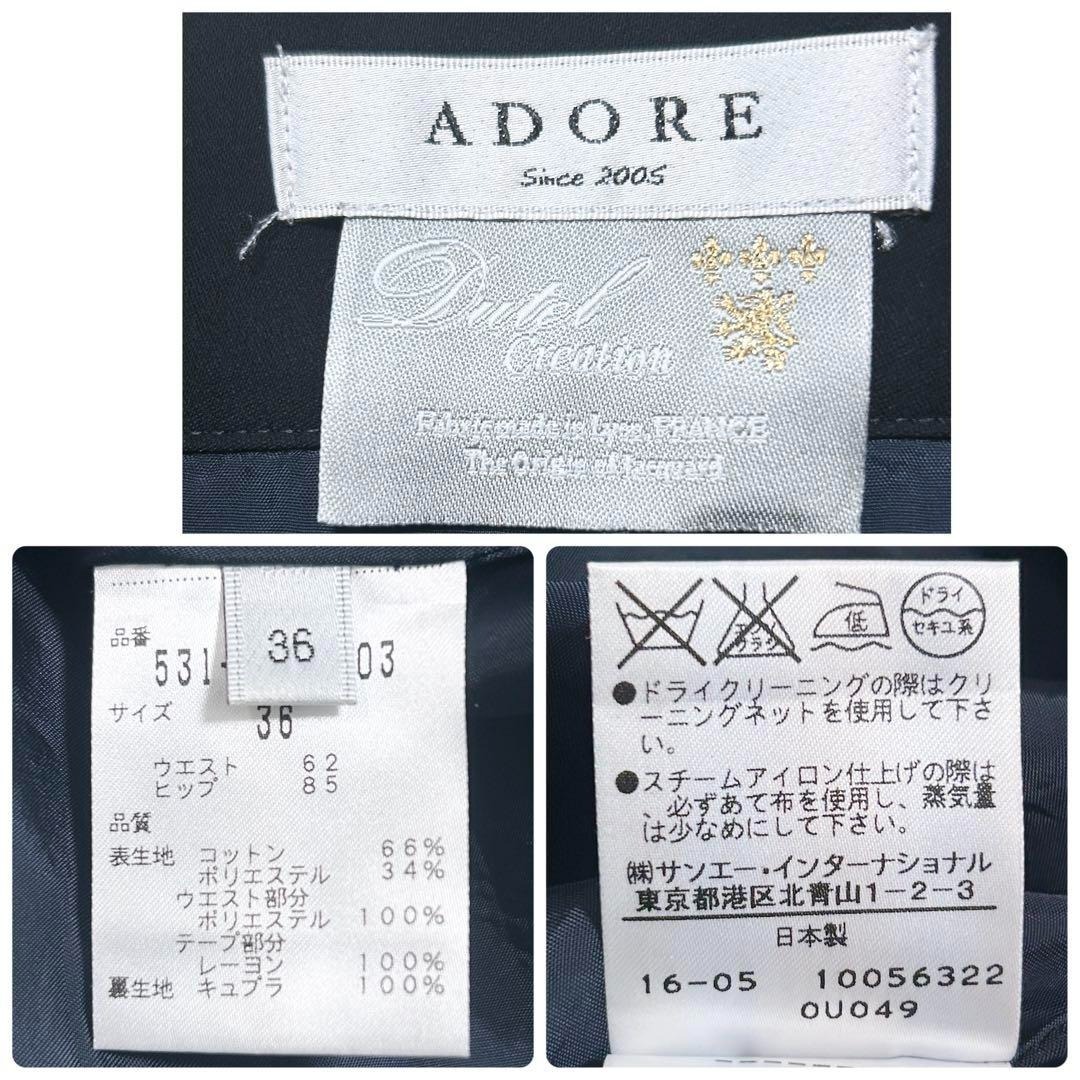 ADORE
Since 2005
Dutel
Creation
Fabric made in Lyon, FRANCE
The Origin of Jacquard
36
品番
531- 03
サイズ 36
ウエスト 62
ヒップ 85
品質
表生地 コットン 66%
ポリエステル 34%
ウエスト部分
ポリエステル 100%
テープ部分
レーヨン 100%
裏生地 キュプラ 100%
エンソ
サラシ
低
ドライ
セキユ系
●ドライクリーニングの際はクリ
ーニングネットを使用して下さ
い。
●スチームアイロン仕上げの際は
、必ずあて布を使用し、蒸気量
は少なめにして下さい。
㈱サンエー・インターナショナル
東京都港区北青山1-2-3
日本製
16-05 10056322
0U049